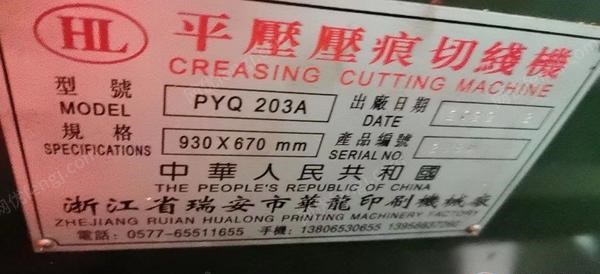 HL 平壓壓痕切綫機
CREASING CUTTING MACHINE
型號 PYQ 203A 出廠日期
MODEL DATE
規格 930X670 mm 產品編號
SPECIFICATIONS SERIAL NO.
中華人民共和國
THE PEOPLE'S REPUBLIC OF CHINA
浙江省瑞安市華龍印刷機械廠
ZHEJIANG RUIAN HUALONG PRINTING MACHINERY FACTORY
電話：0577-65511655 手機：13806530655